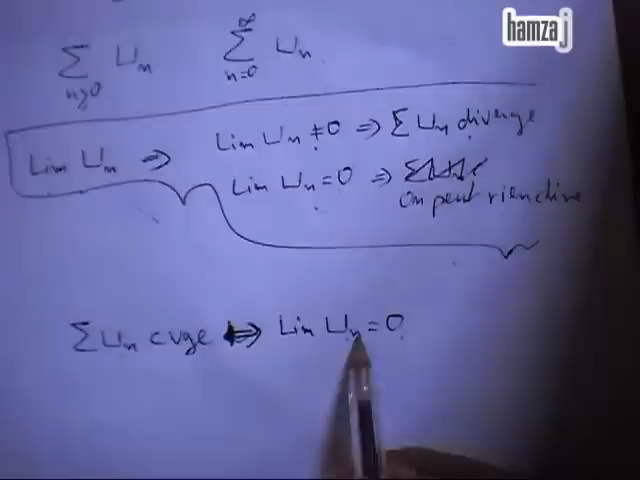 hamzaj
∑ Un n≥0 ∑ Un n=0 ∞
Lim Un ⇒
Lim Un ≠ 0 ⇒ ∑ Un diverge
Lim Un = 0 ⇒
on peut rien dire
∑ Un cvge ⇒ Lim Un = 0